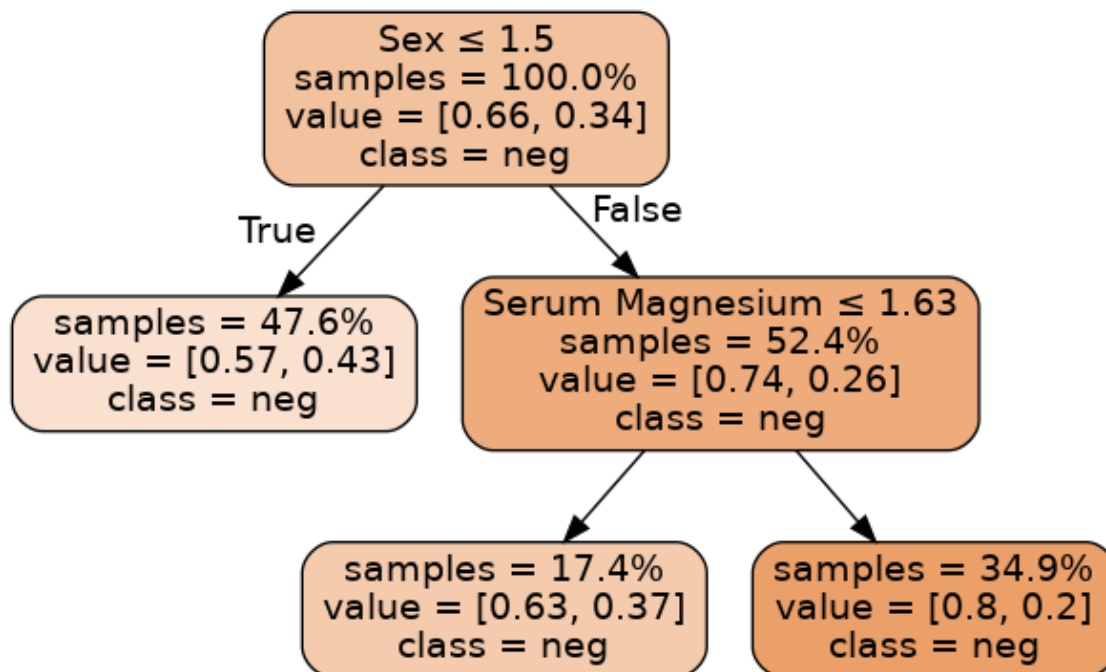 Sex ≤ 1.5
samples = 100.0%
value = [0.66, 0.34]
class = neg
True
False
samples = 47.6%
value = [0.57, 0.43]
class = neg
Serum Magnesium ≤ 1.63
samples = 52.4%
value = [0.74, 0.26]
class = neg
samples = 17.4%
value = [0.63, 0.37]
class = neg
samples = 34.9%
value = [0.8, 0.2]
class = neg